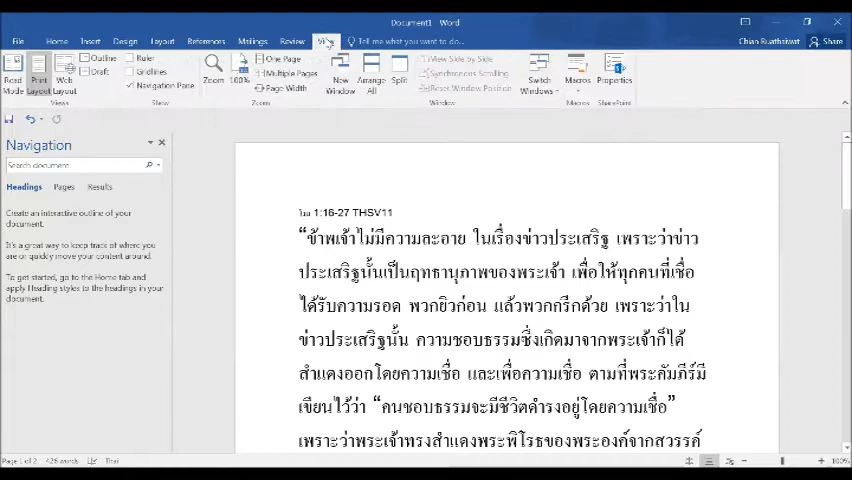 Document1 - Word
File Home Insert Design Layout References Mailings Review View Tell me what you want to do... Chian Ruathsiwat Share
Read Mode Print Layout Web Layout Outline Draft
Ruler Gridlines Navigation Pane
Zoom 100% One Page Multiple Pages Page Width
New Window Arrange All Split View Side by Side Synchronous Scrolling Reset Window Position Switch Windows
Macros Properties
Views Show Zoom Window Macros SharePoint
Navigation
Search document
Headings Pages Results
Create an interactive outline of your
document.
It's a great way to keep track of where you
are or quickly move your content around.
To get started, go to the Home tab and
apply Heading styles to the headings in your
document.
โรม 1:16-27 THSV11
“ข้าพเจ้าไม่มีความละอาย ในเรื่องข่าวประเสริฐ เพราะว่าข่าว
ประเสริฐนั้นเป็นฤทธานุภาพของพระเจ้า เพื่อให้ทุกคนที่เชื่อ
ได้รับความรอด พวกยิวก่อน แล้วพวกกรีกด้วย เพราะว่าใน
ข่าวประเสริฐนั้น ความชอบธรรมซึ่งเกิดมาจากพระเจ้าก็ได้
สำแดงออกโดยความเชื่อ และเพื่อความเชื่อ ตามที่พระคัมภีร์มี
เขียนไว้ว่า “คนชอบธรรมจะมีชีวิตดำรงอยู่โดยความเชื่อ”
เพราะว่าพระเจ้าทรงสำแดงพระพิโรธของพระองค์จากสวรรค์
Page 1 of 2 426 words Thai 100%